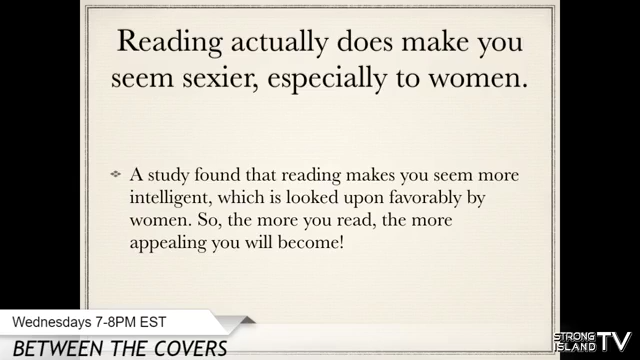 Reading actually does make you
seem sexier, especially to women.
A study found that reading makes you seem more
intelligent, which is looked upon favorably by
women. So, the more you read, the more
appealing you will become!
Wednesdays 7-8PM EST
BETWEEN THE COVERS
STRONG
ISLAND TV